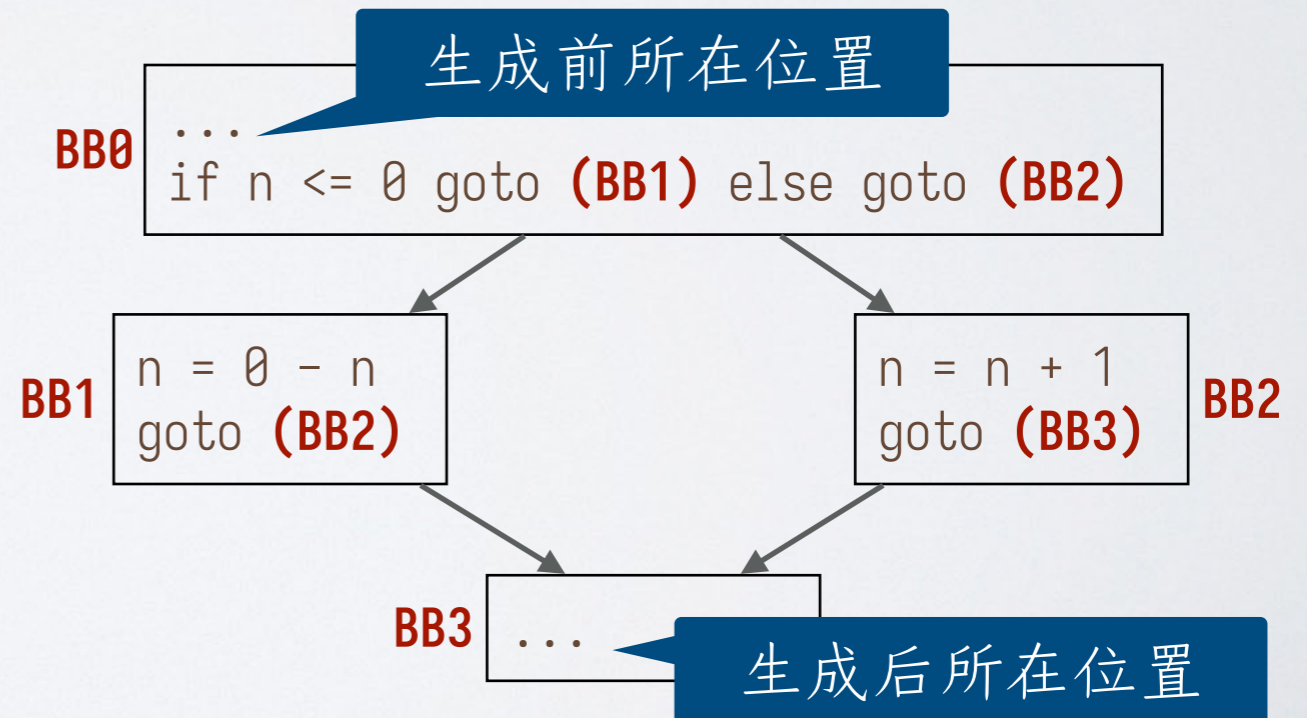 生成前所在位置
BB0
...
if n <= 0 goto (BB1) else goto (BB2)
BB1
n = 0 - n
goto (BB2)
n = n + 1
goto (BB3)
BB2
BB3
...
生成后所在位置